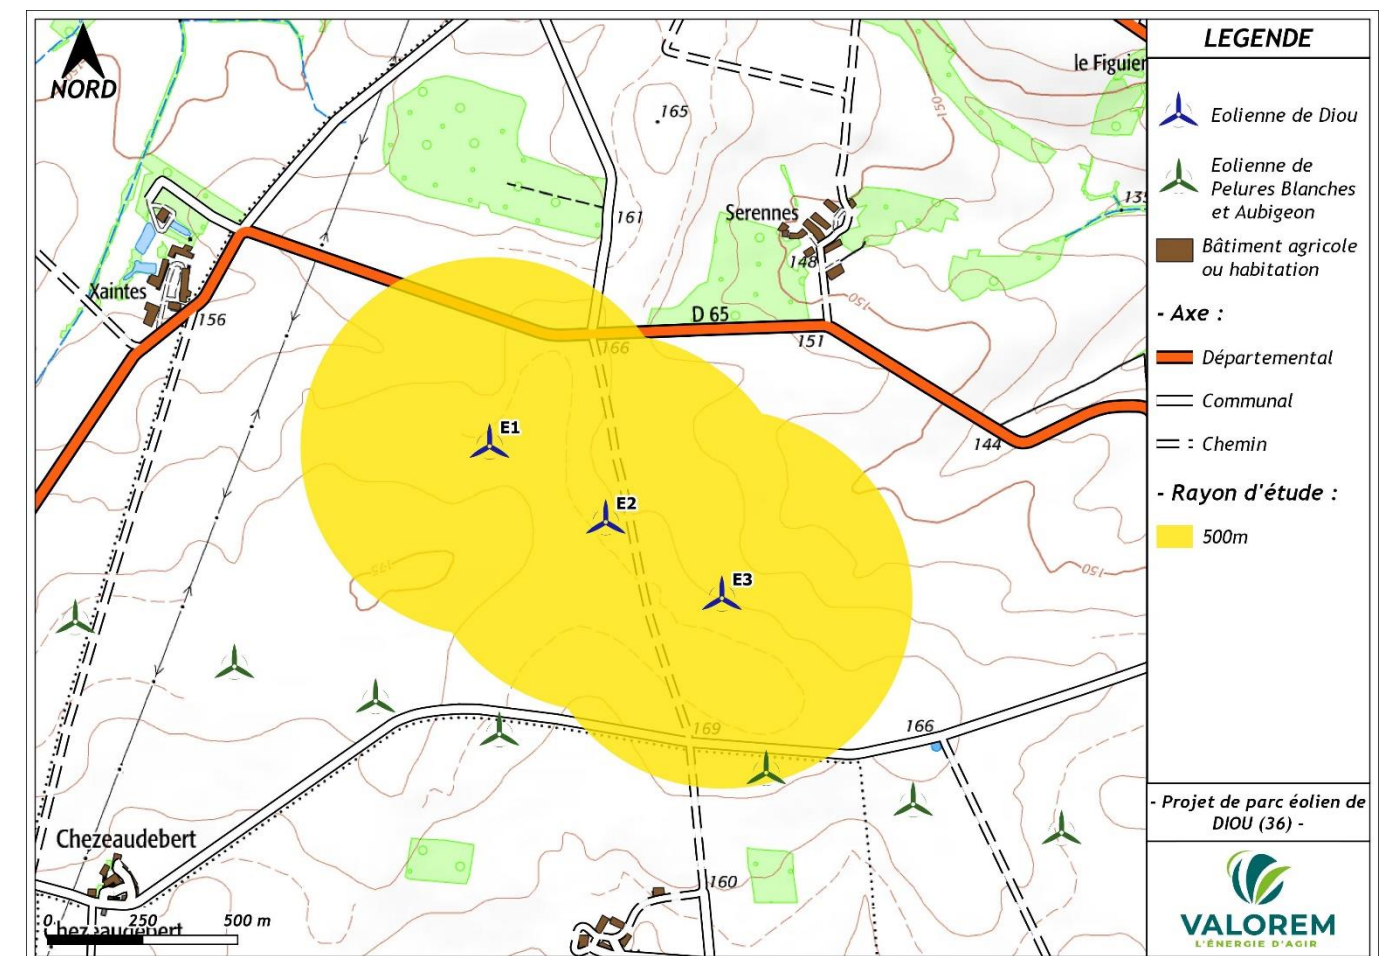 NORD
le Figuier
165
150
150
135
161
Serennes
148
150
Xaintes
156
D 65
166
151
144
E1
E2
E3
175
150
169
166
Chezeaudebert
160
0 250 500 m
Chezeaudebert
LEGENDE
Eolienne de Diou
Eolienne de
Pelures Blanches
et Aubigeon
Bâtiment agricole
ou habitation
- Axe :
Départemental
Communal
Chemin
- Rayon d'étude :
500m
- Projet de parc éolien de
DIOU (36) -
VALOREM
L'ÉNERGIE D'AGIR